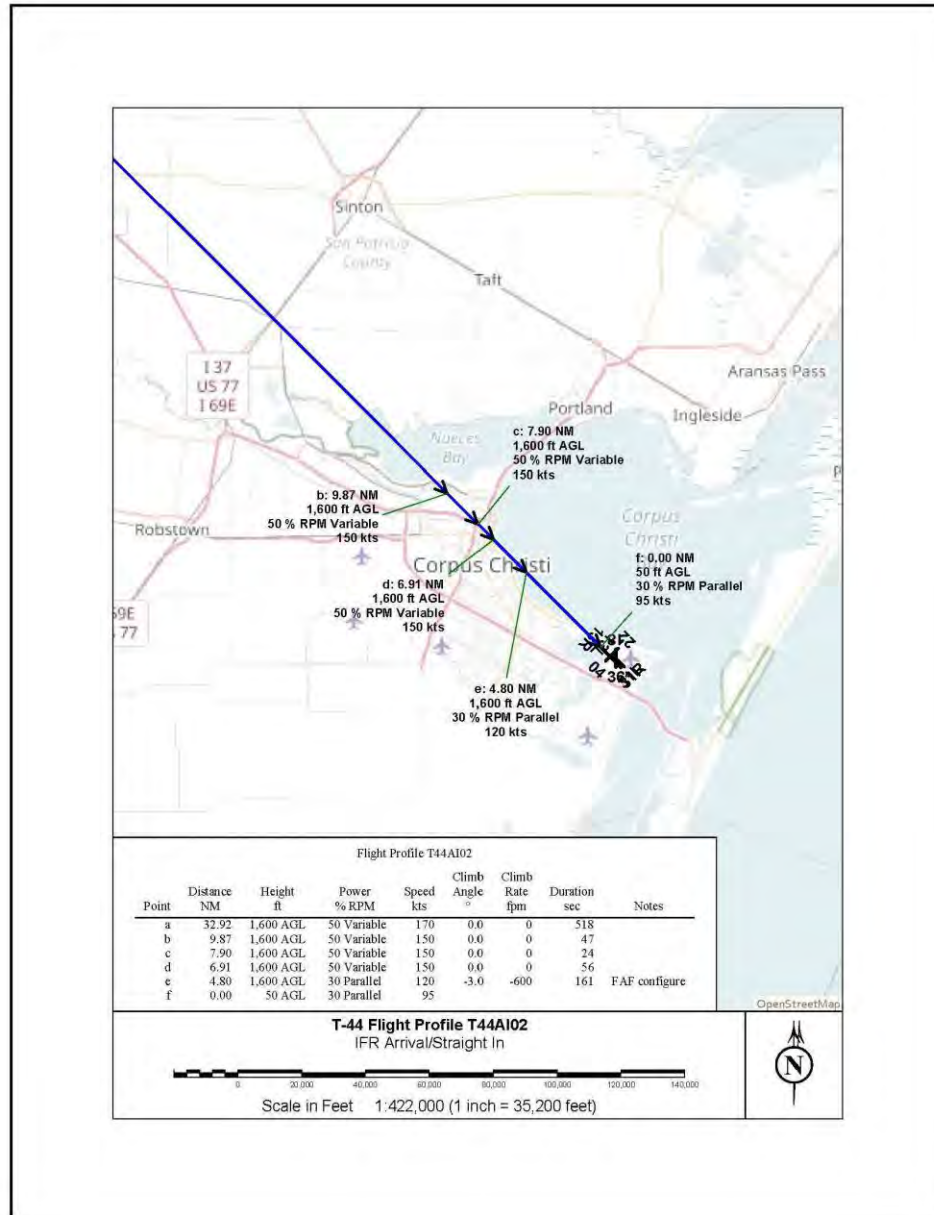 Sinton
San Patricio
County
Taft
I 37
US 77
I 69E
Aransas Pass
Portland
Ingleside
Nueces
Bay
c: 7.90 NM
1,600 ft AGL
50 % RPM Variable
150 kts
b: 9.87 NM
1,600 ft AGL
50 % RPM Variable
150 kts
Robstown
Corpus
Christi
Corpus Christi
f: 0.00 NM
50 ft AGL
30 % RPM Parallel
95 kts
d: 6.91 NM
1,600 ft AGL
50 % RPM Variable
150 kts
69E
77
22
04
e: 4.80 NM
1,600 ft AGL
30 % RPM Parallel
120 kts
Flight Profile T44AI02
Point Distance NM Height ft Power % RPM Speed kts Climb Angle ° Climb Rate fpm Duration sec Notes
a 32.92 1,600 AGL 50 Variable 170 0.0 0 518
b 9.87 1,600 AGL 50 Variable 150 0.0 0 47
c 7.90 1,600 AGL 50 Variable 150 0.0 0 24
d 6.91 1,600 AGL 50 Variable 150 0.0 0 56
e 4.80 1,600 AGL 30 Parallel 120 -3.0 -600 161 FAF configure
f 0.00 50 AGL 30 Parallel 95
OpenStreetMap
T-44 Flight Profile T44AI02
IFR Arrival/Straight In
0 20,000 40,000 60,000 80,000 100,000 120,000 140,000
Scale in Feet 1:422,000 (1 inch = 35,200 feet)
N